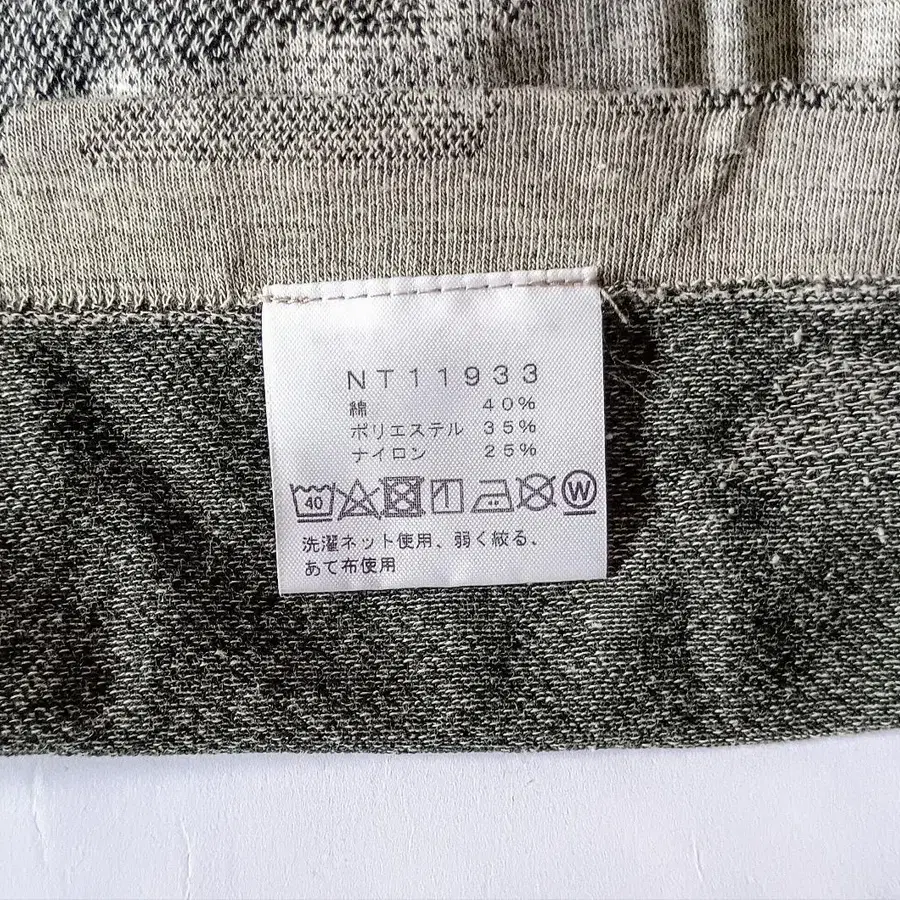 NT11933
綿 40%
ポリエステル 35%
ナイロン 25%
40 W
洗濯ネット使用、弱く絞る、
あて布使用